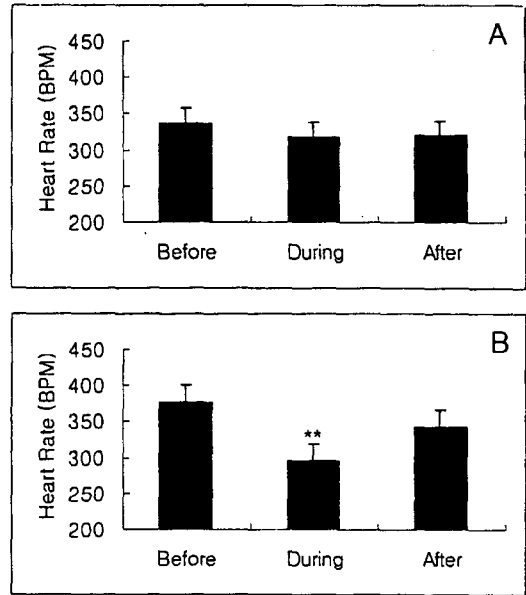 A
Heart Rate (BPM)
450
400
350
300
250
200
Before During After
B
Heart Rate (BPM)
450
400
350
300
250
200
**
Before During After